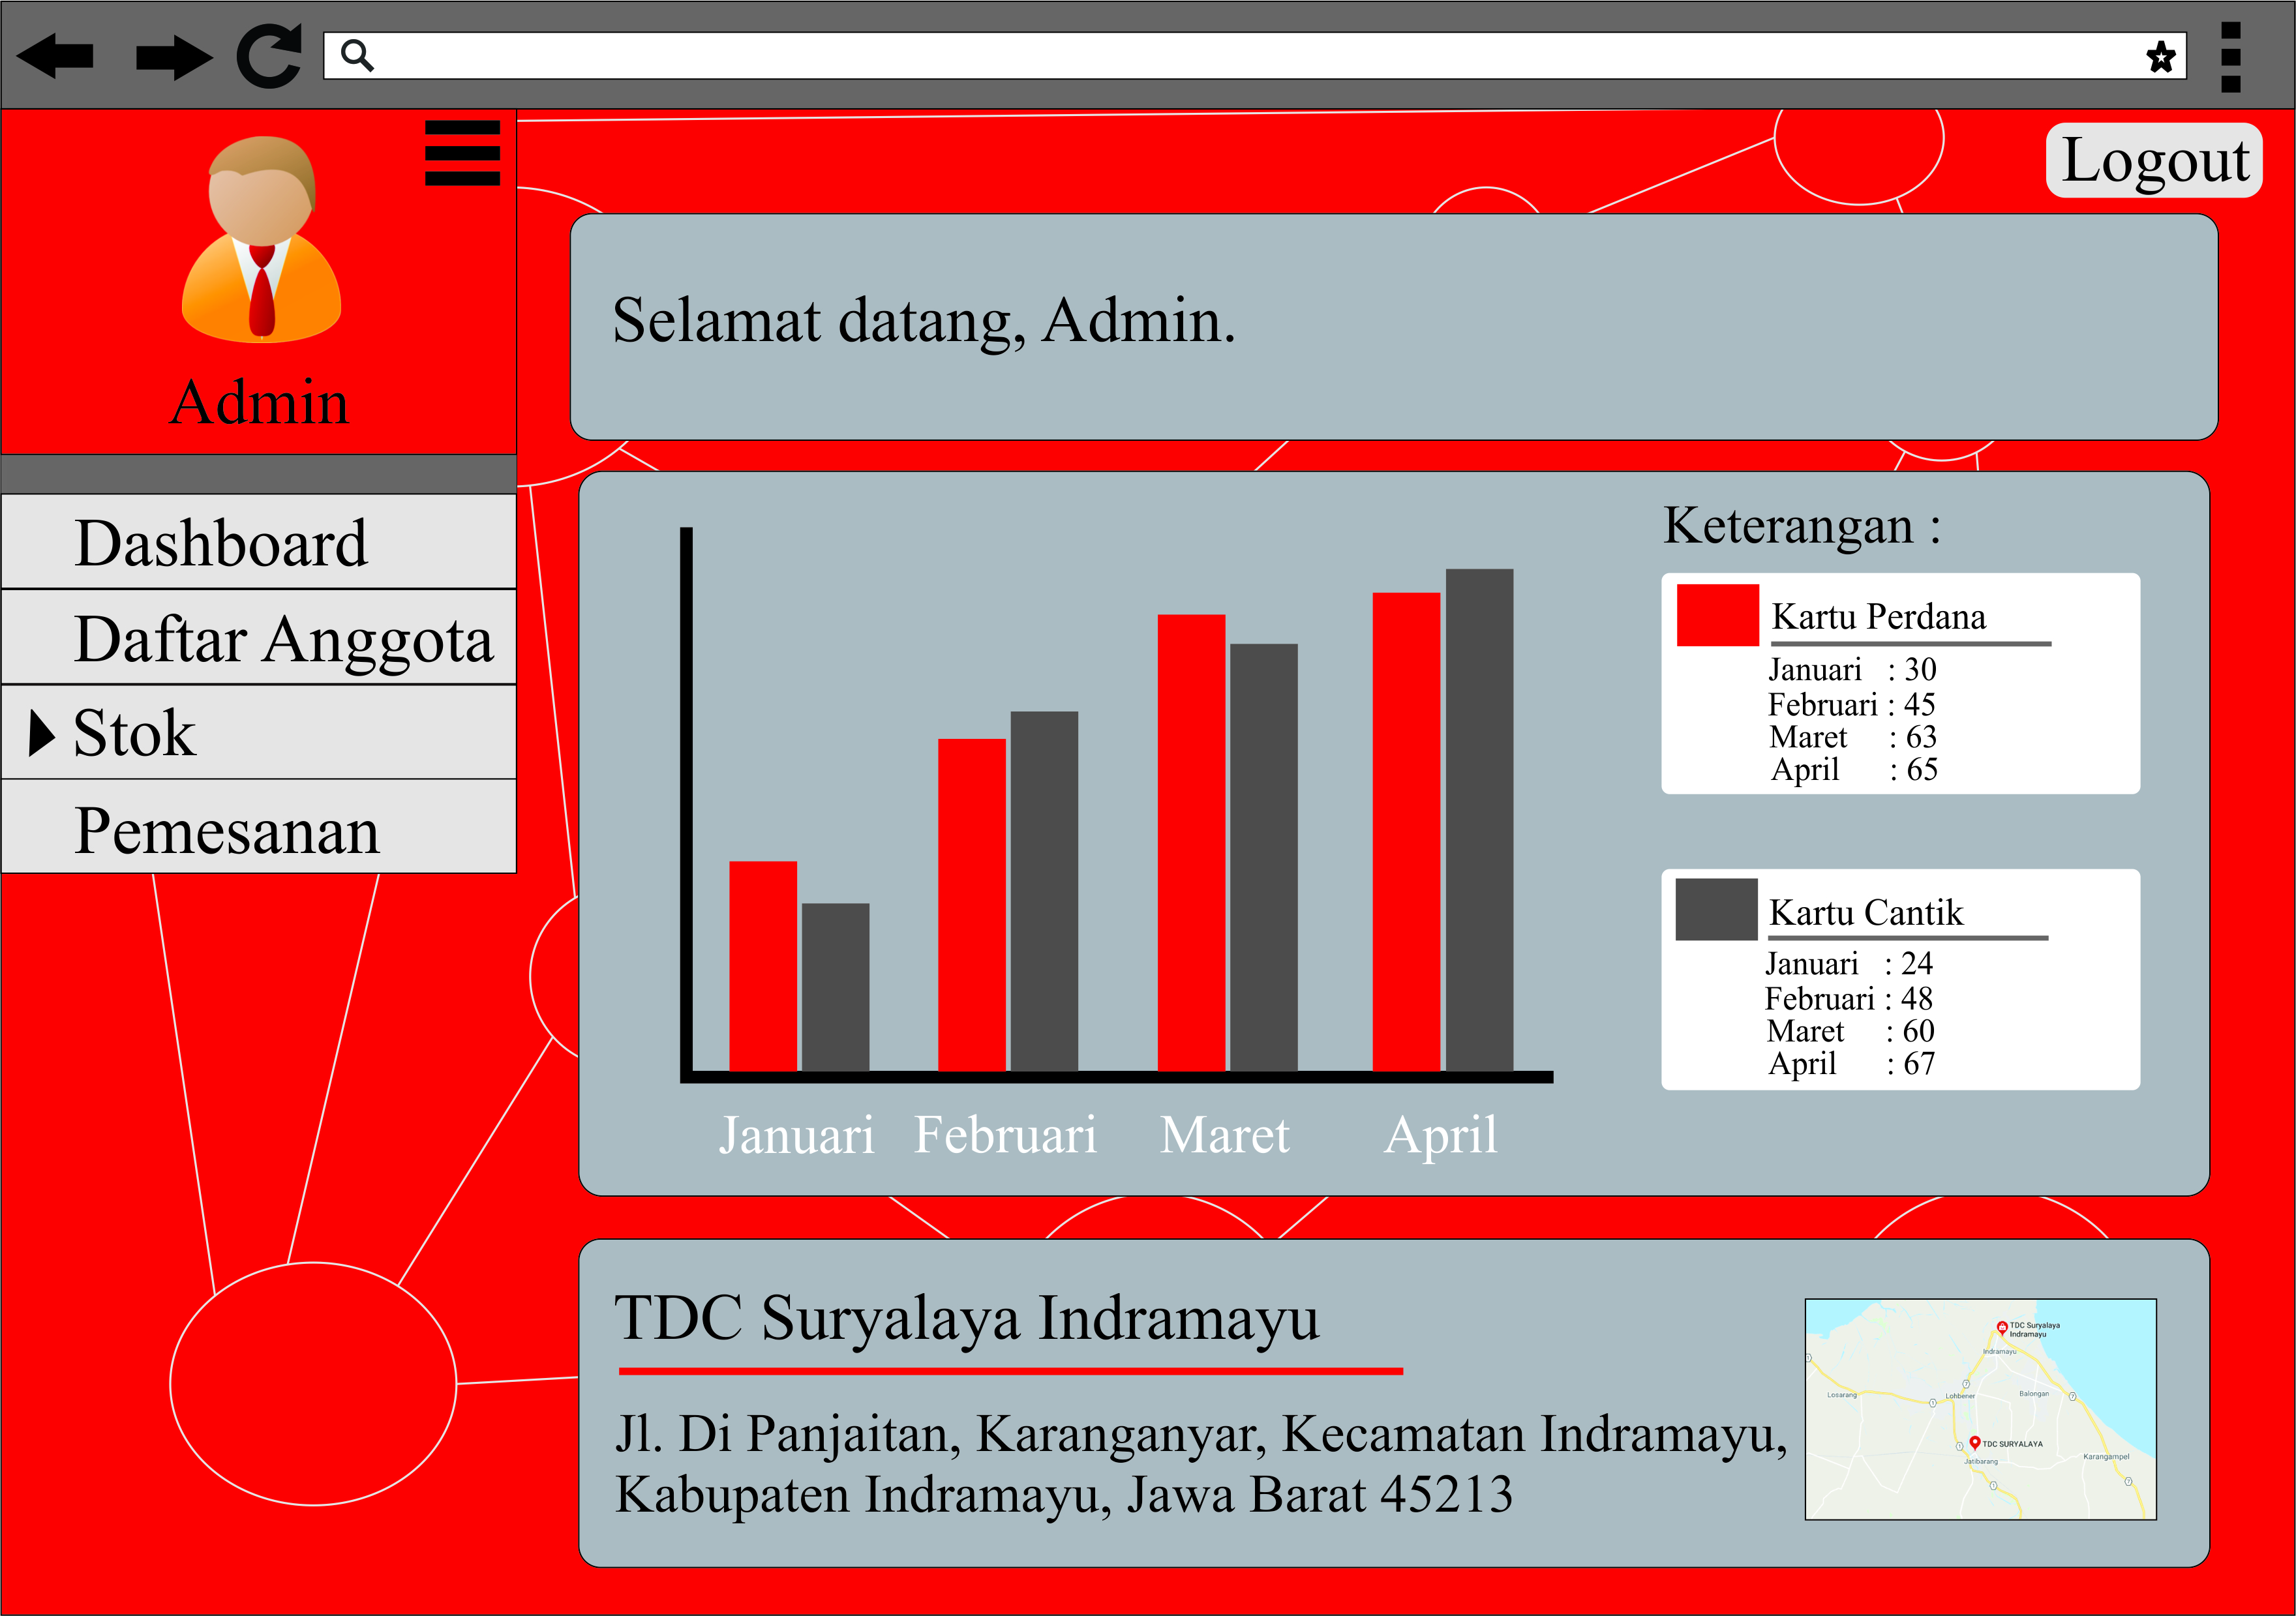 Logout
Admin
Dashboard
Daftar Anggota
Stok
Pemesanan
Selamat datang, Admin.
Januari
Februari
Maret
April
Keterangan :
Kartu Perdana
Januari : 30
Februari : 45
Maret : 63
April : 65
Kartu Cantik
Januari : 24
Februari : 48
Maret : 60
April : 67
TDC Suryalaya Indramayu
Jl. Di Panjaitan, Karanganyar, Kecamatan Indramayu,
Kabupaten Indramayu, Jawa Barat 45213
TDC Suryalaya
Indramayu
Indramayu
Losarang
Lohbener
Balongan
TDC SURYALAYA
Jatibarang
Karangampel